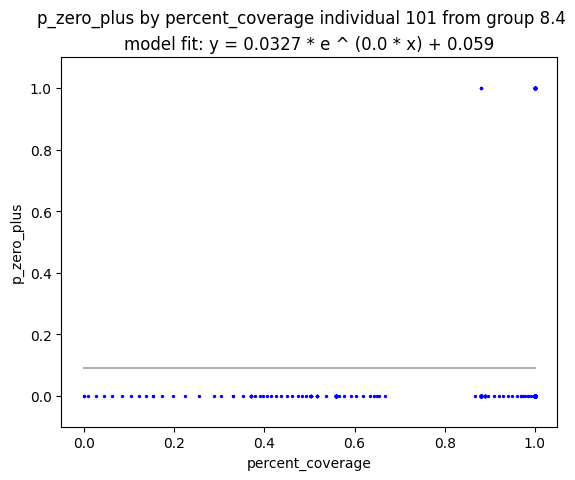 p_zero_plus by percent_coverage individual 101 from group 8.4
model fit: y = 0.0327 * e ^ (0.0 * x) + 0.059
1.0
0.8
0.6
0.4
0.2
0.0
p_zero_plus
0.0 0.2 0.4 0.6 0.8 1.0
percent_coverage